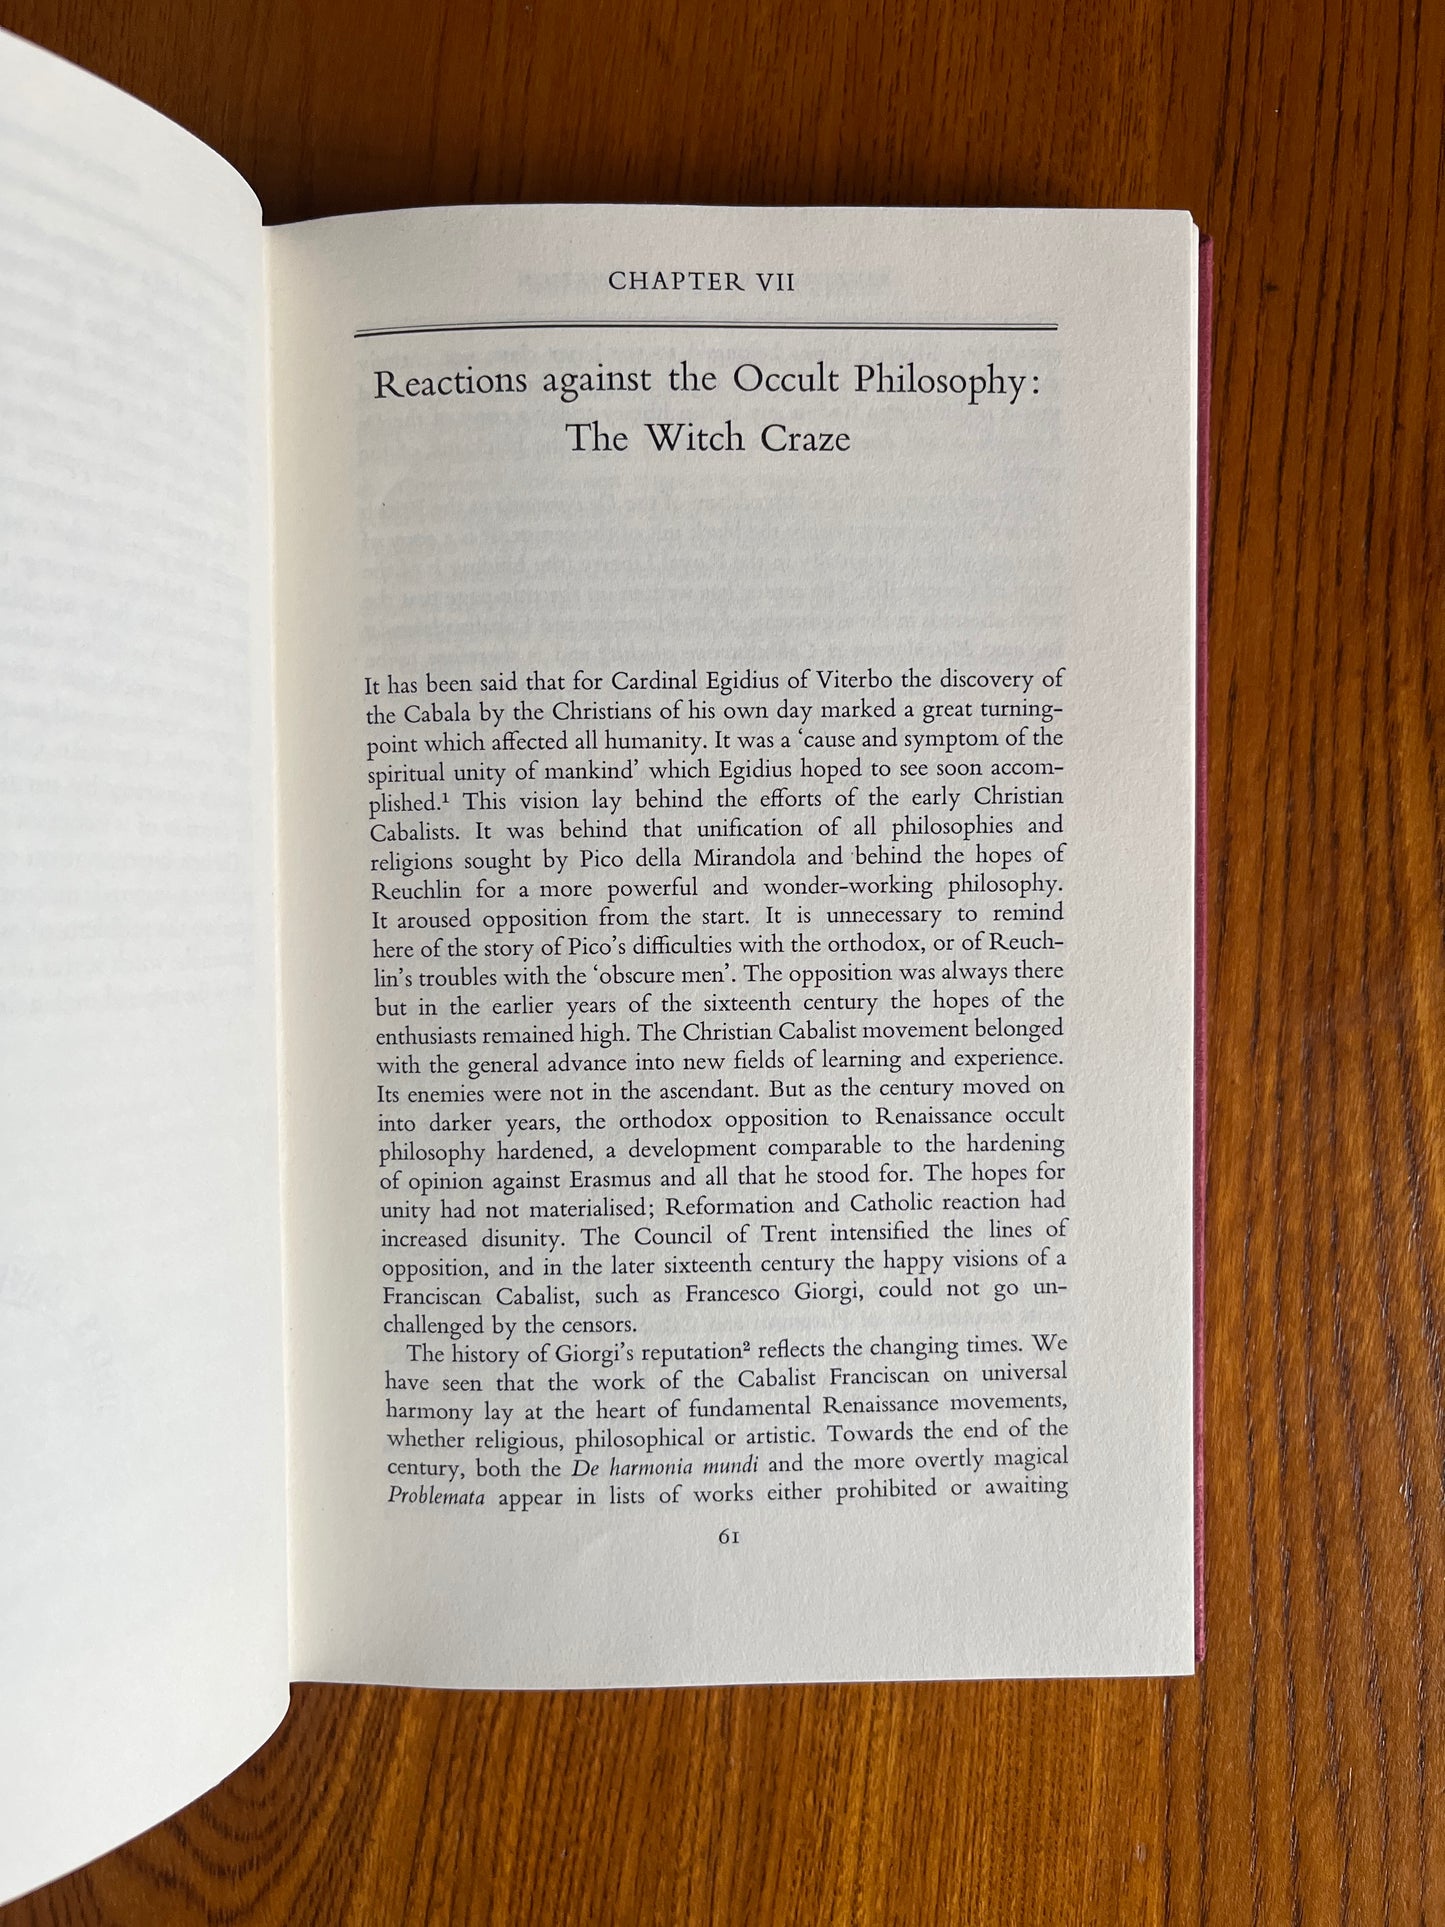 CHAPTER VII
Reactions against the Occult Philosophy:
The Witch Craze
It has been said that for Cardinal Egidius of Viterbo the discovery of
the Cabala by the Christians of his own day marked a great turning-
point which affected all humanity. It was a ‘cause and symptom of the
spiritual unity of mankind’ which Egidius hoped to see soon accom-
plished.¹ This vision lay behind the efforts of the early Christian
Cabalists. It was behind that unification of all philosophies and
religions sought by Pico della Mirandola and behind the hopes of
Reuchlin for a more powerful and wonder-working philosophy.
It aroused opposition from the start. It is unnecessary to remind
here of the story of Pico’s difficulties with the orthodox, or of Reuch-
lin’s troubles with the ‘obscure men’. The opposition was always there
but in the earlier years of the sixteenth century the hopes of the
enthusiasts remained high. The Christian Cabalist movement belonged
with the general advance into new fields of learning and experience.
Its enemies were not in the ascendant. But as the century moved on
into darker years, the orthodox opposition to Renaissance occult
philosophy hardened, a development comparable to the hardening
of opinion against Erasmus and all that he stood for. The hopes for
unity had not materialised; Reformation and Catholic reaction had
increased disunity. The Council of Trent intensified the lines of
opposition, and in the later sixteenth century the happy visions of a
Franciscan Cabalist, such as Francesco Giorgi, could not go un-
challenged by the censors.
The history of Giorgi’s reputation² reflects the changing times. We
have seen that the work of the Cabalist Franciscan on universal
harmony lay at the heart of fundamental Renaissance movements,
whether religious, philosophical or artistic. Towards the end of the
century, both the De harmonia mundi and the more overtly magical
Problemata appear in lists of works either prohibited or awaiting
61